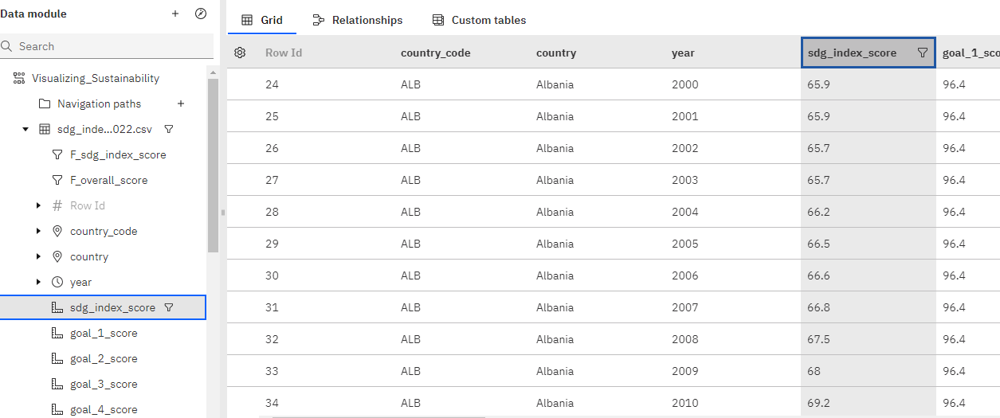 Data module
Search
Visualizing_Sustainability
Navigation paths
sdg_inde...022.csv
F_sdg_index_score
F_overall_score
Row Id
country_code
country
year
sdg_index_score
goal_1_score
goal_2_score
goal_3_score
goal_4_score
Grid Relationships Custom tables
Row Id country_code country year sdg_index_score goal_1_sco
24 ALB Albania 2000 65.9 96.4
25 ALB Albania 2001 65.9 96.4
26 ALB Albania 2002 65.7 96.4
27 ALB Albania 2003 65.7 96.4
28 ALB Albania 2004 66.2 96.4
29 ALB Albania 2005 66.5 96.4
30 ALB Albania 2006 66.6 96.4
31 ALB Albania 2007 66.8 96.4
32 ALB Albania 2008 67.5 96.4
33 ALB Albania 2009 68 96.4
34 ALB Albania 2010 69.2 96.4